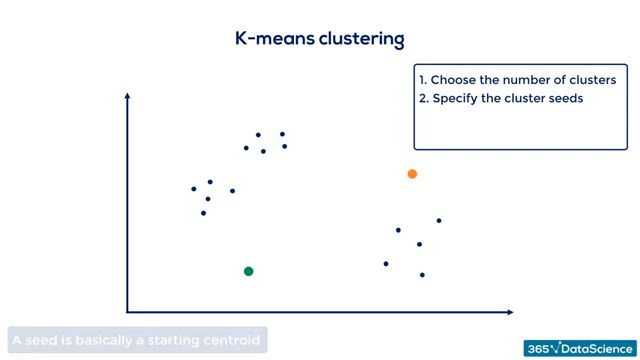 K-means clustering
1. Choose the number of clusters
2. Specify the cluster seeds
A seed is basically a starting centroid
365 DataScience